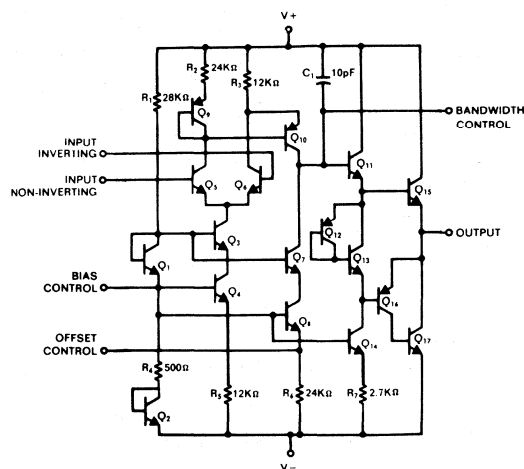 V+
R2 24KΩ
R3 12KΩ
C1 10pF
R1 28KΩ
Q9
Q10
BANDWIDTH
CONTROL
INPUT
INVERTING
Q11
INPUT
NON-INVERTING
Q5
Q6
Q15
Q12
OUTPUT
Q3
Q1
Q7
Q13
BIAS
CONTROL
Q4
Q16
Q8
OFFSET
CONTROL
Q14
Q17
R4 500Ω
R5 12KΩ
R6 24KΩ
R7 2.7KΩ
Q2
V−